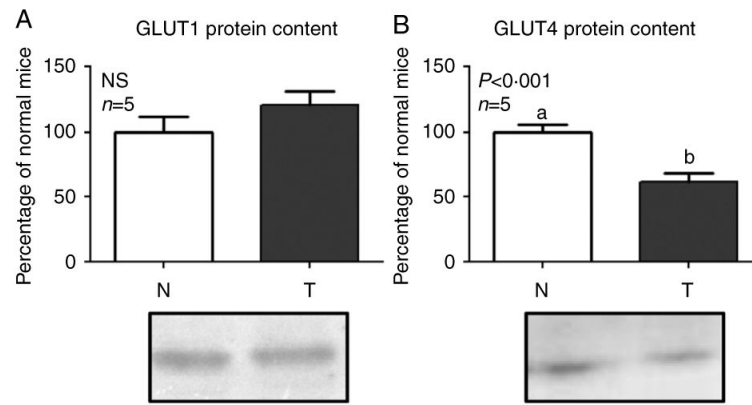 A
GLUT1 protein content
Percentage of normal mice
150
100
50
0
NS
n=5
N
T
B
GLUT4 protein content
Percentage of normal mice
150
100
50
0
P<0·001
n=5
a
b
N
T